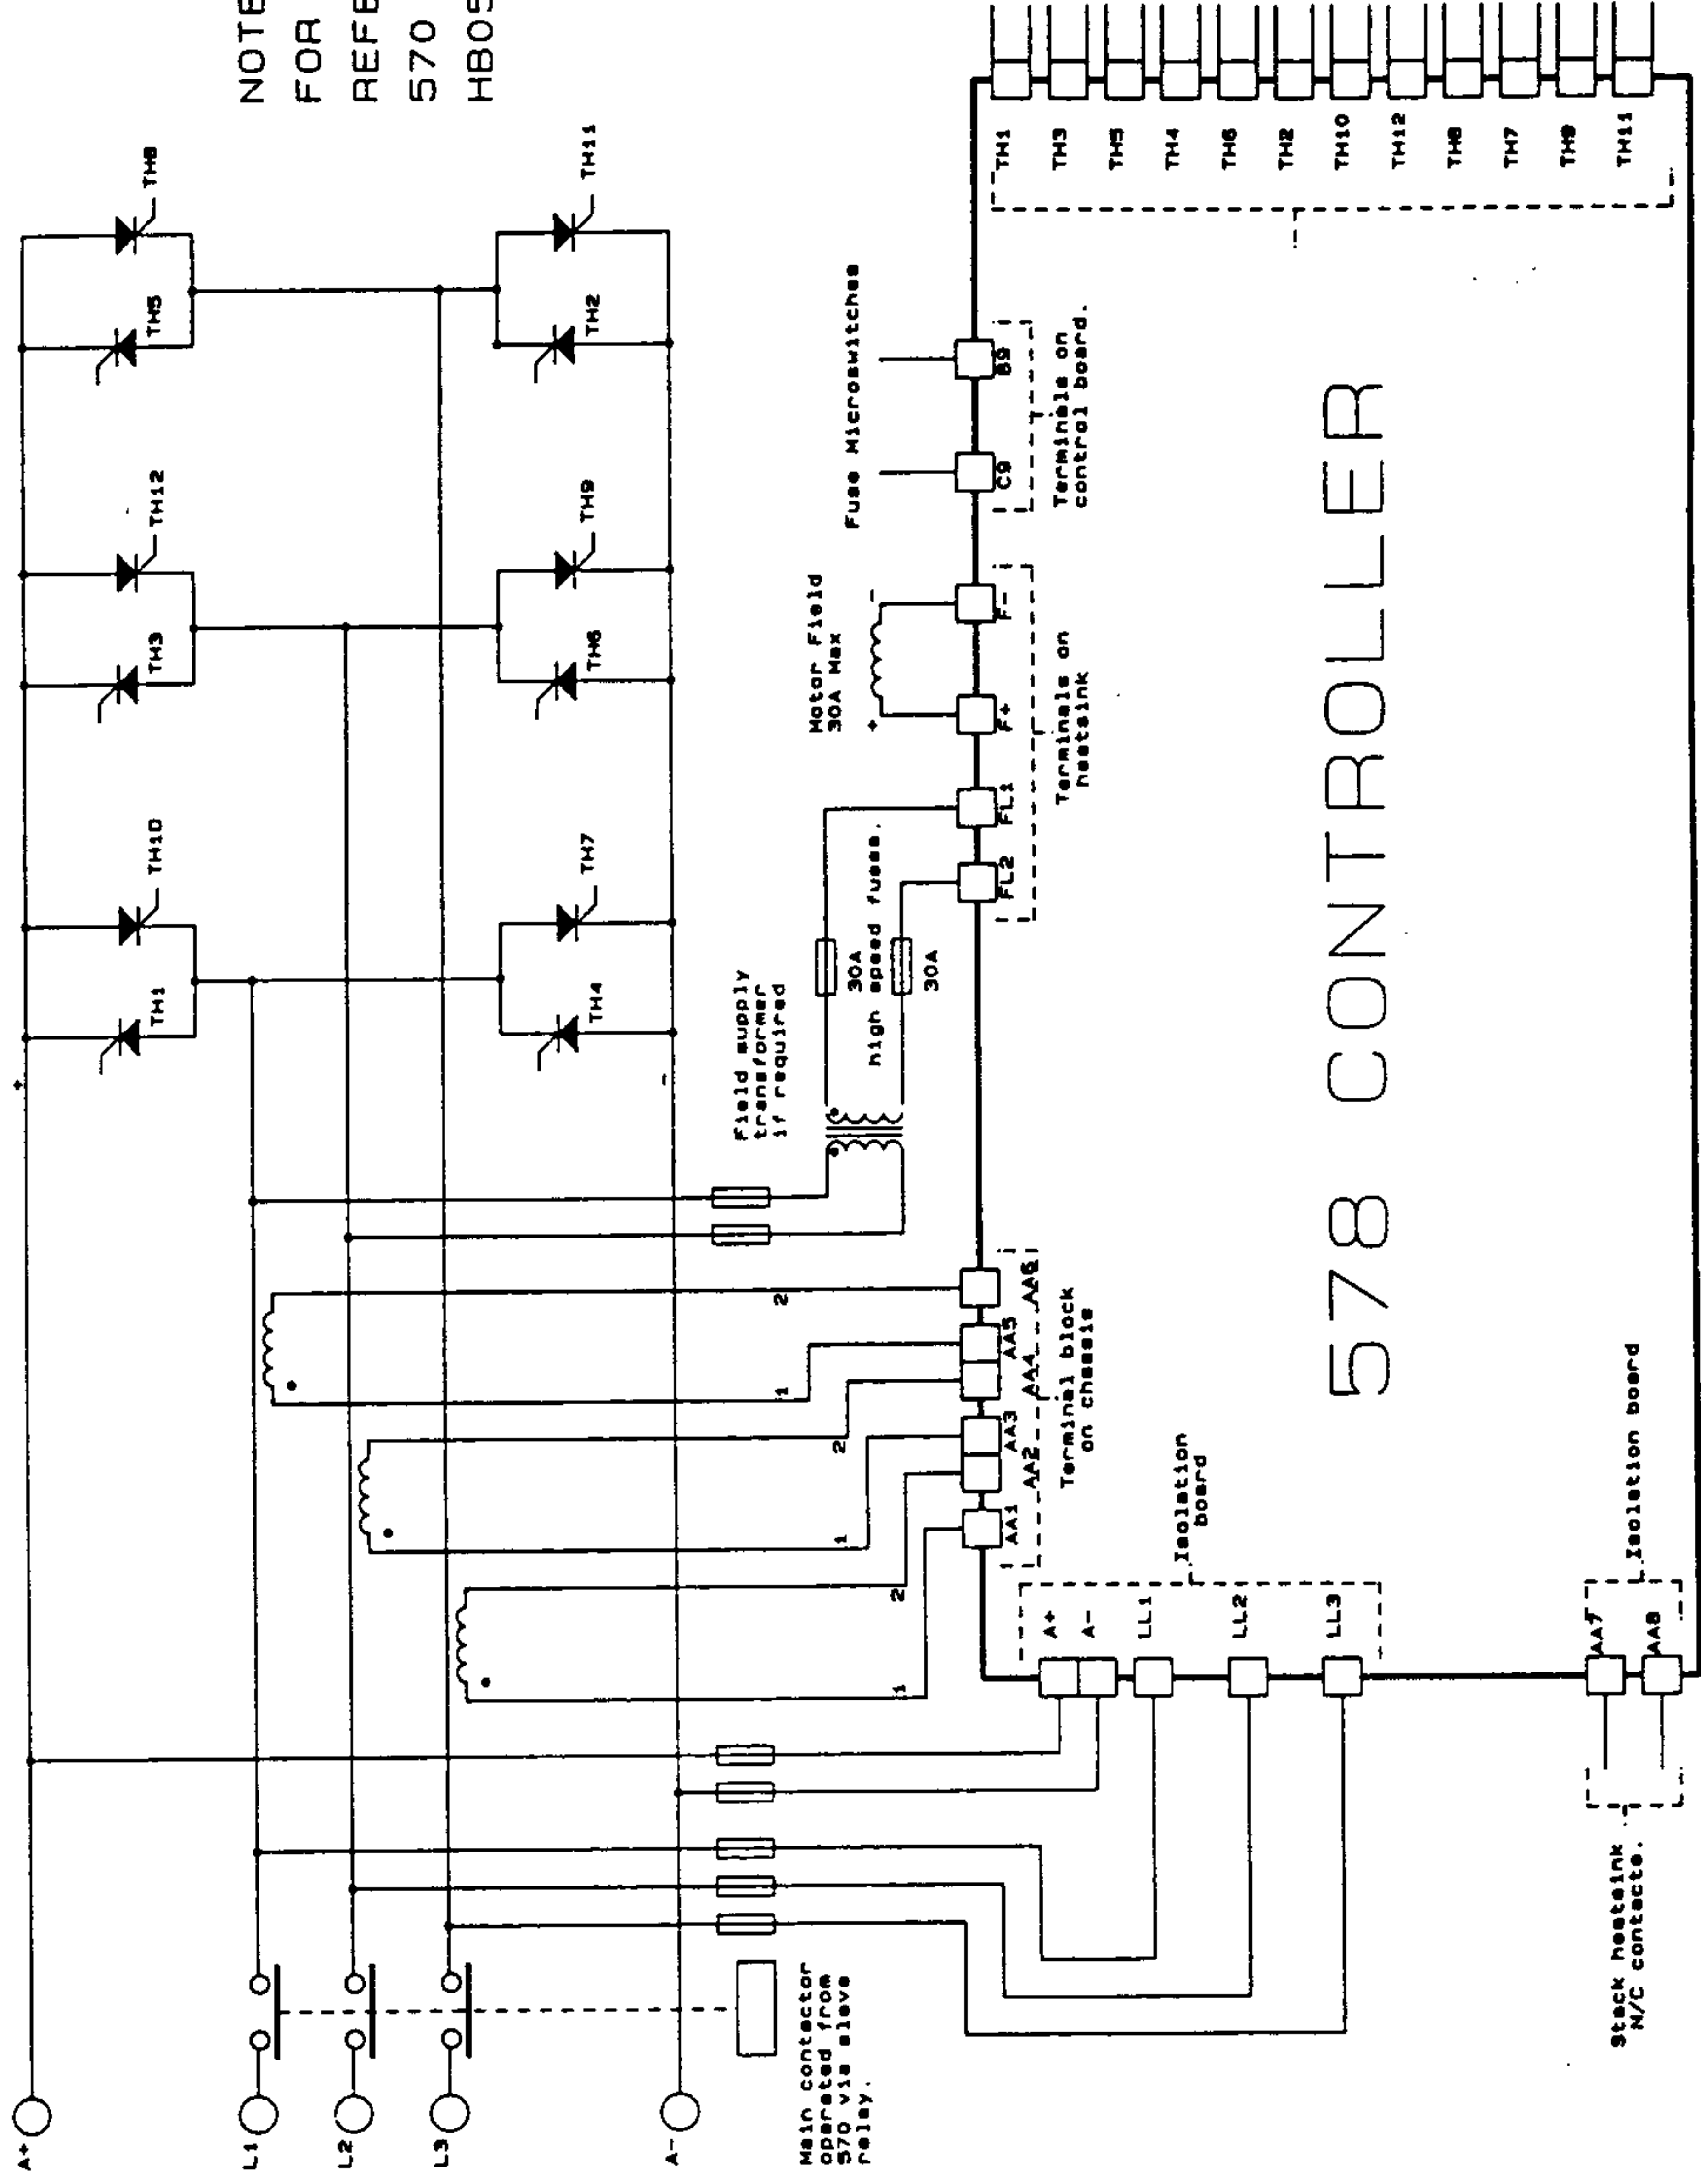 NOTE
FOR
REFE
570
HB05
A+
L1
L2
L3
A-
+
-
TH1
TH10
TH3
TH12
TH5
TH8
TH4
TH7
TH6
TH9
TH2
TH11
Main contactor
operated from
570 via slave
relay.
Field supply
transformer
if required
30A
high speed fuses.
30A
Motor Field
30A Max
+
-
Fuse Microswitches
1
2
1
2
1
2
AA1
AA2
AA3
AA4
AA5
AA6
Terminal block
on chassis
FL2
FL1
F+
F-
Terminals on
heatsink
C9
B9
Terminals on
control board.
A+
A-
LL1
LL2
LL3
Isolation
board
AA7
AA8
Isolation board
Stack heatsink
N/C contacts.
578 CONTROLLER
TH1
TH3
TH5
TH4
TH6
TH2
TH10
TH12
TH8
TH7
TH9
TH11